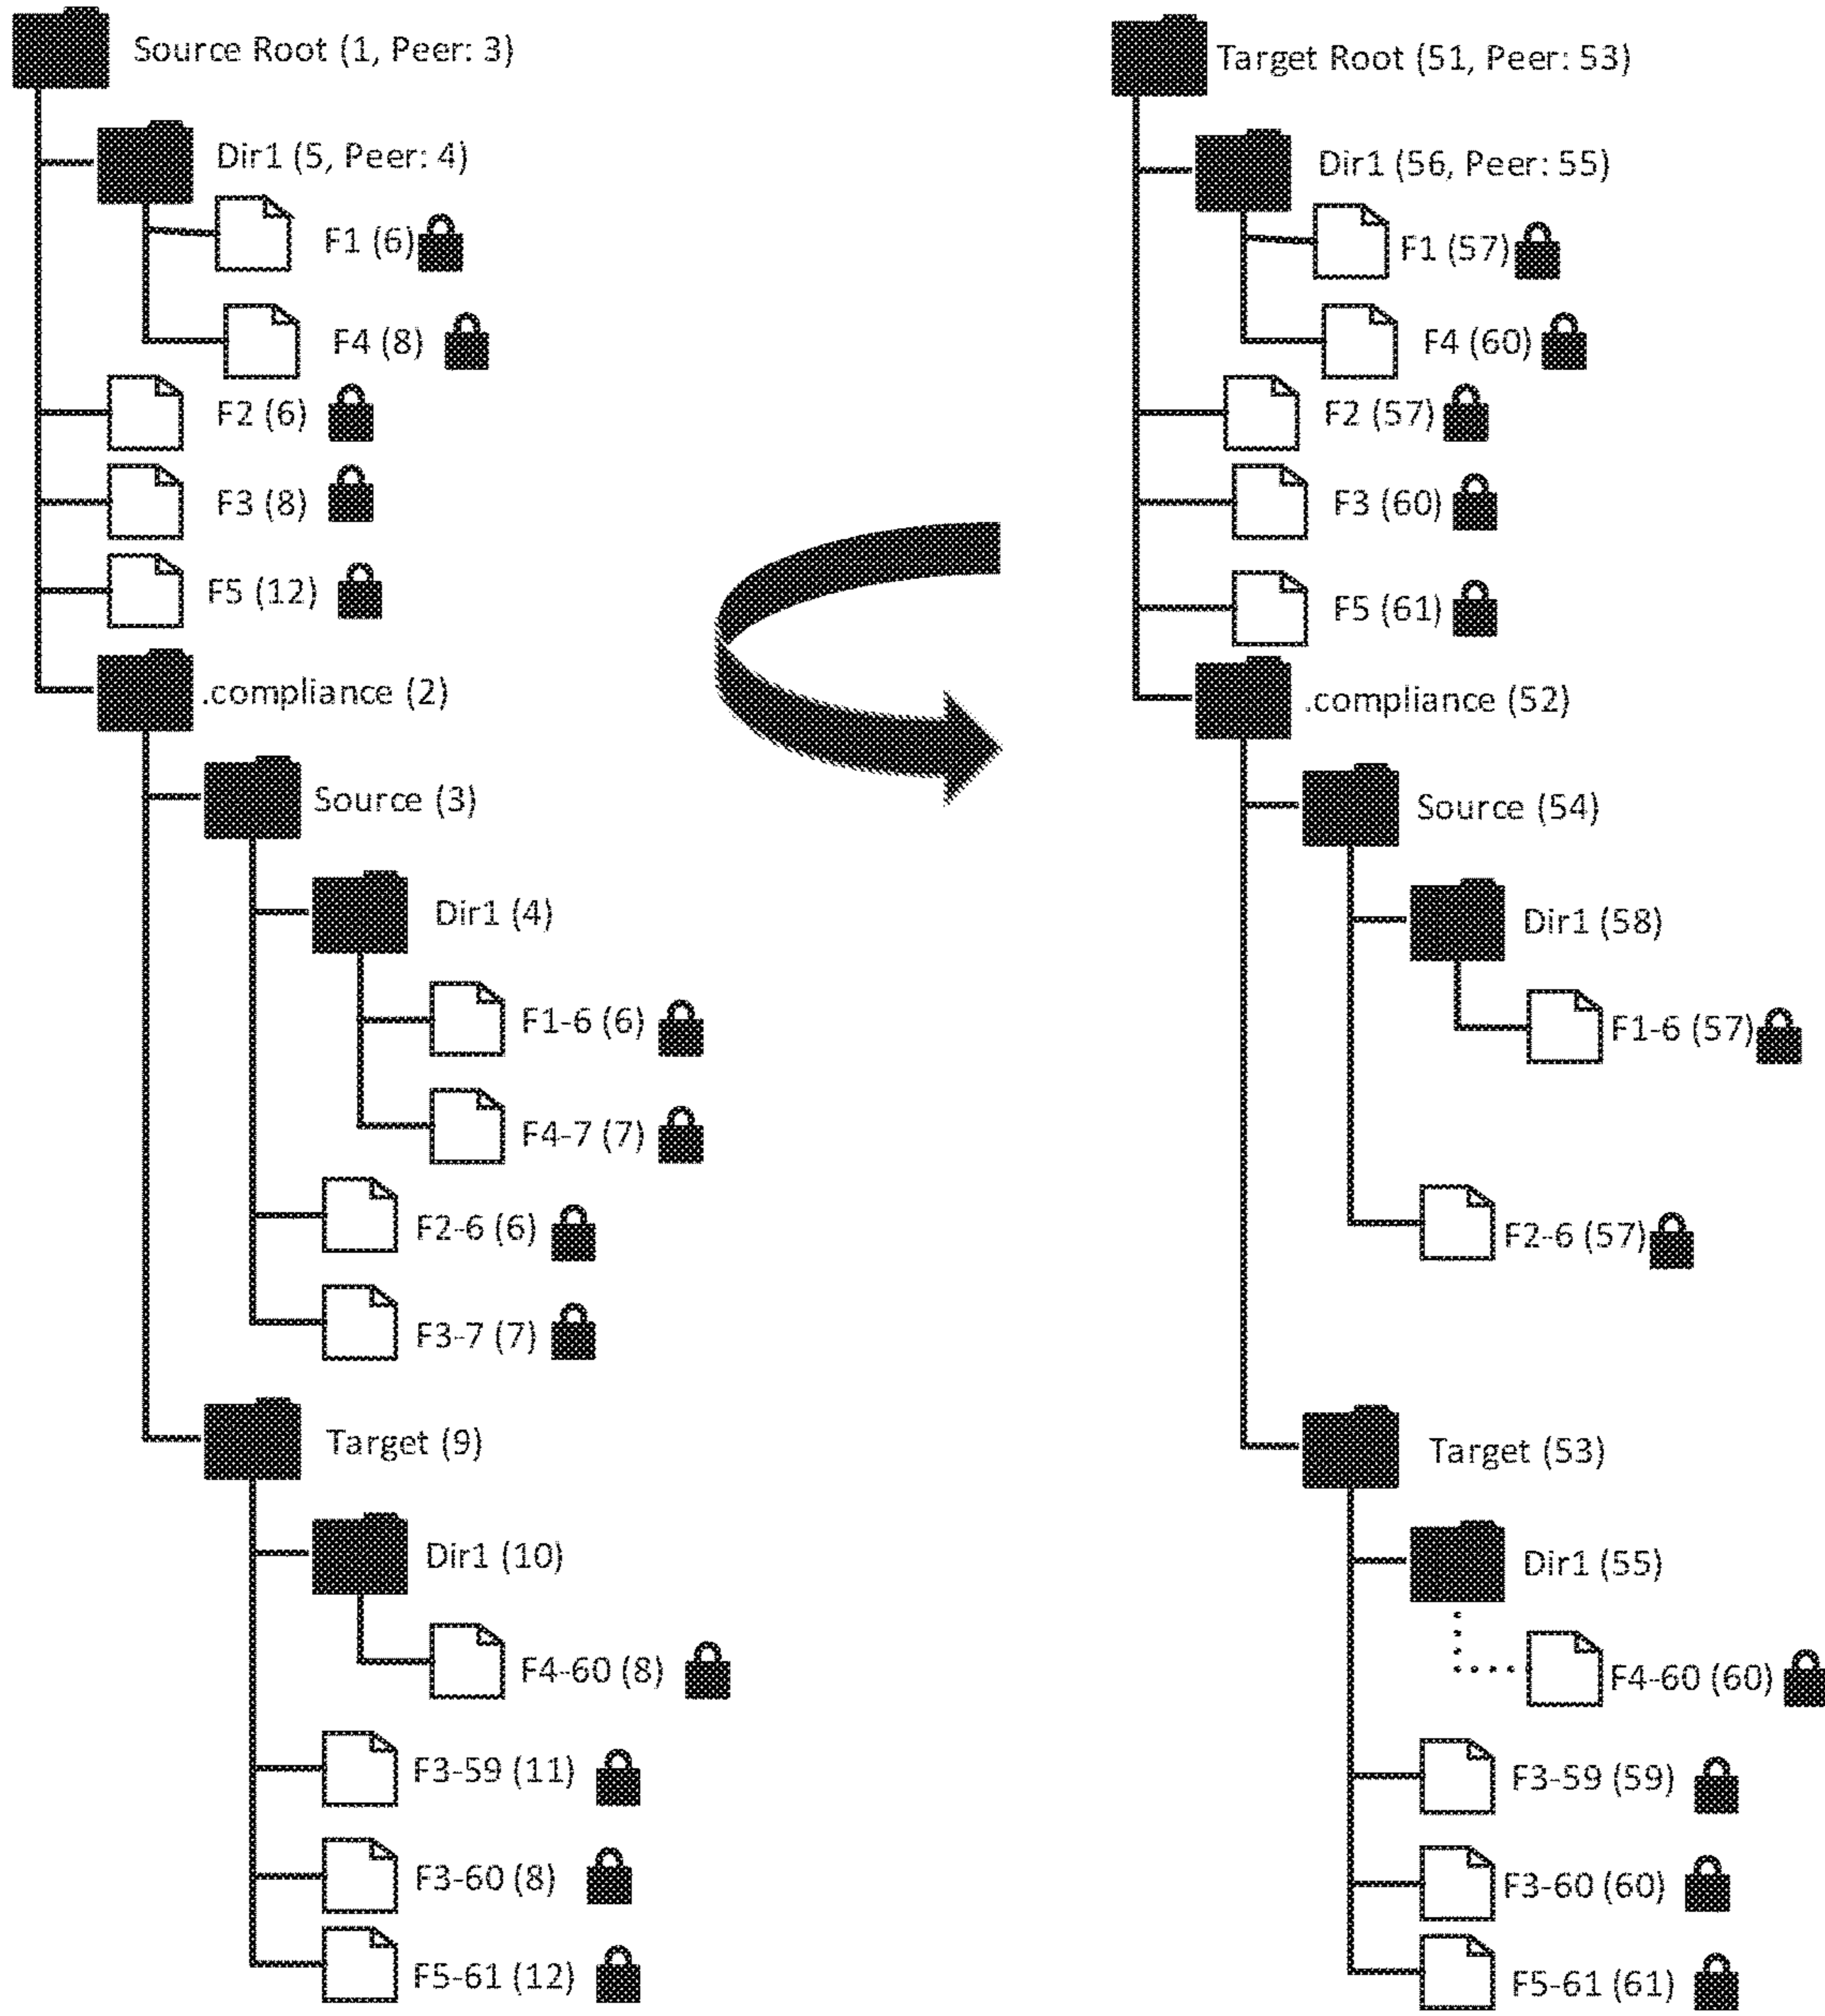 Source Root (1, Peer: 3)
Dir1 (5, Peer: 4)
F1 (6)
F4 (8)
F2 (6)
F3 (8)
F5 (12)
.compliance (2)
Source (3)
Dir1 (4)
F1-6 (6)
F4-7 (7)
F2-6 (6)
F3-7 (7)
Target (9)
Dir1 (10)
F4-60 (8)
F3-59 (11)
F3-60 (8)
F5-61 (12)
Target Root (51, Peer: 53)
Dir1 (56, Peer: 55)
F1 (57)
F4 (60)
F2 (57)
F3 (60)
F5 (61)
.compliance (52)
Source (54)
Dir1 (58)
F1-6 (57)
F2-6 (57)
Target (53)
Dir1 (55)
F4-60 (60)
F3-59 (59)
F3-60 (60)
F5-61 (61)